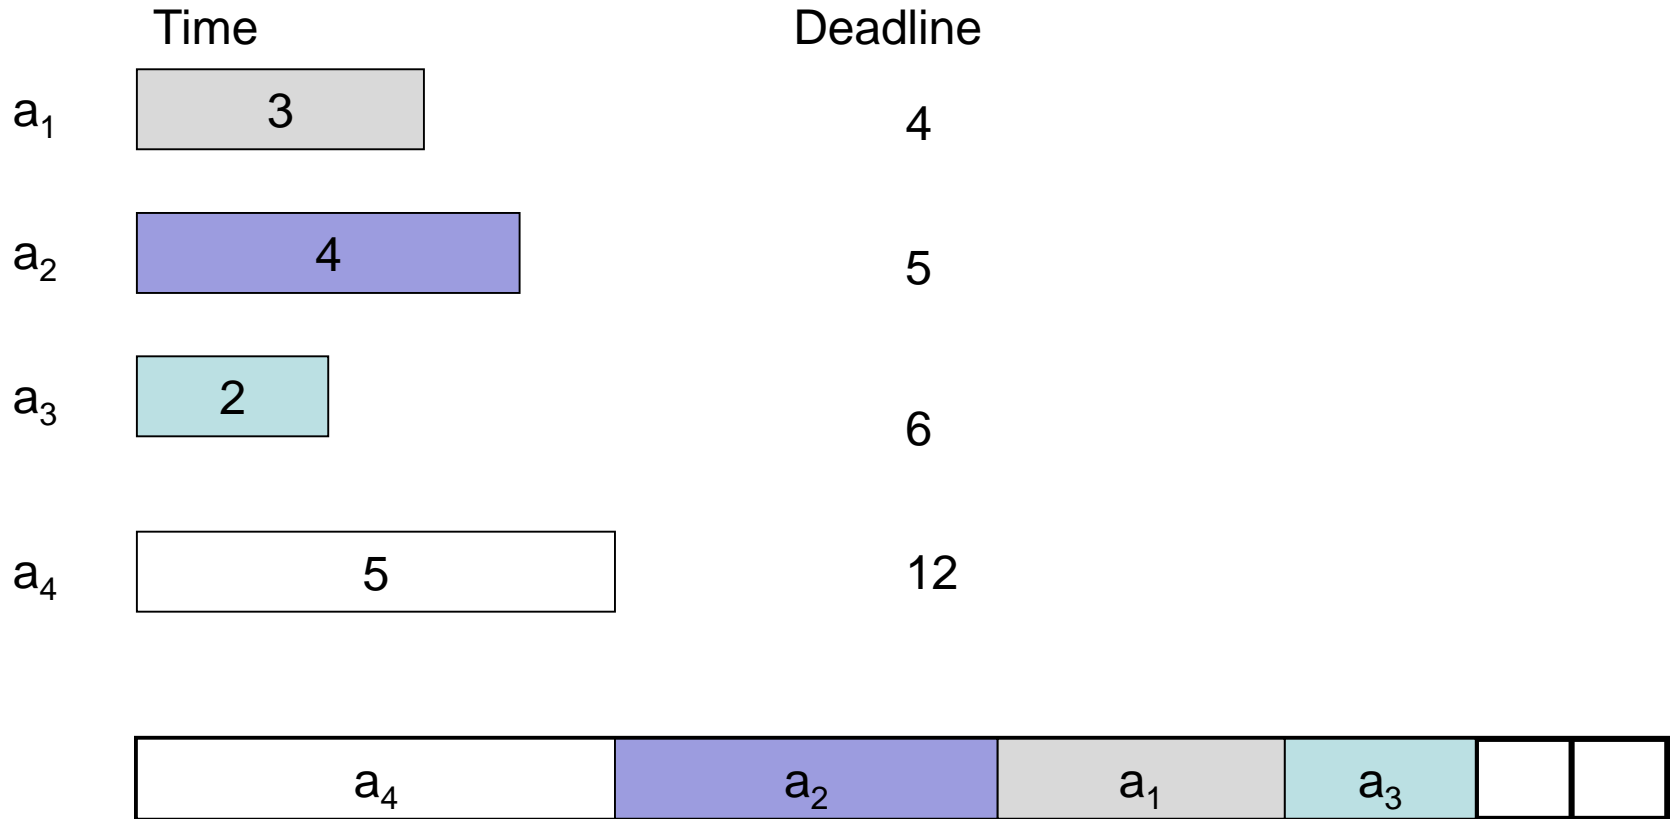 Time Deadline
a₁ 3 4
a₂ 4 5
a₃ 2 6
a₄ 5 12
a₄ a₂ a₁ a₃